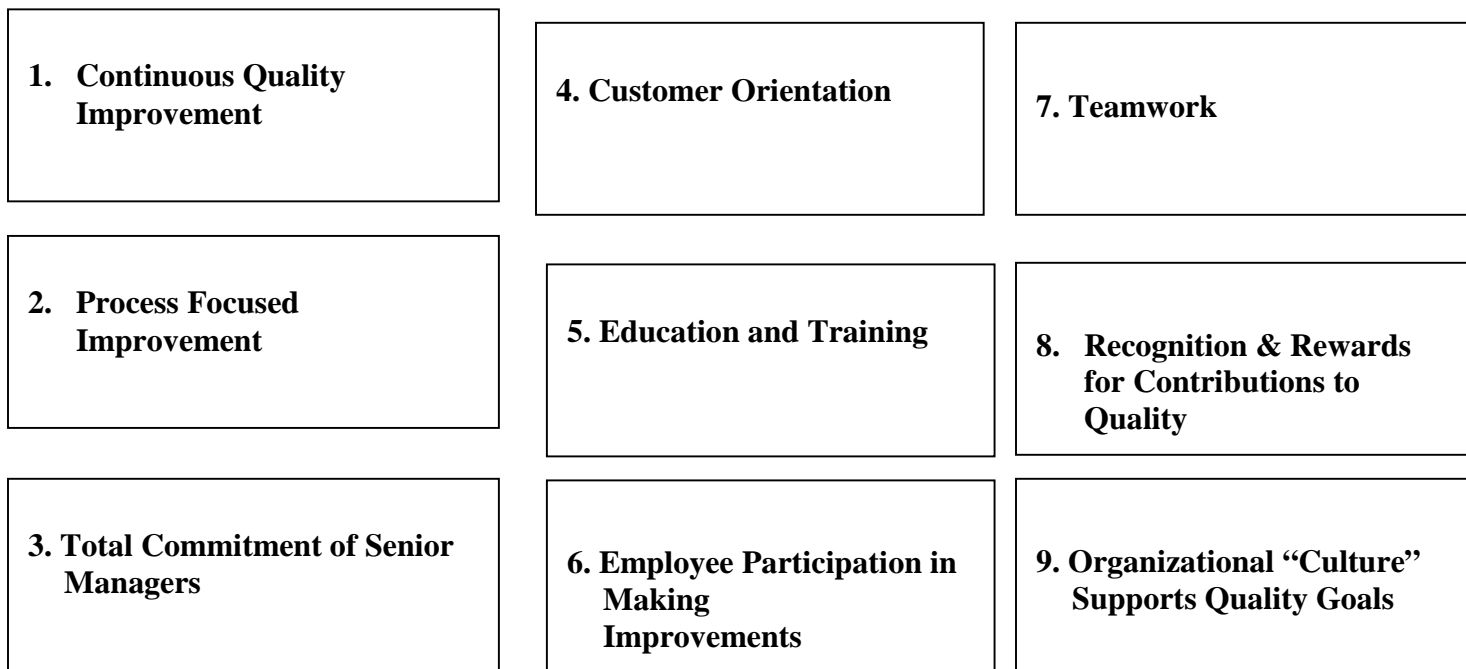 1. Continuous Quality
Improvement
2. Process Focused
Improvement
3. Total Commitment of Senior
Managers
4. Customer Orientation
5. Education and Training
6. Employee Participation in
Making
Improvements
7. Teamwork
8. Recognition & Rewards
for Contributions to
Quality
9. Organizational “Culture”
Supports Quality Goals